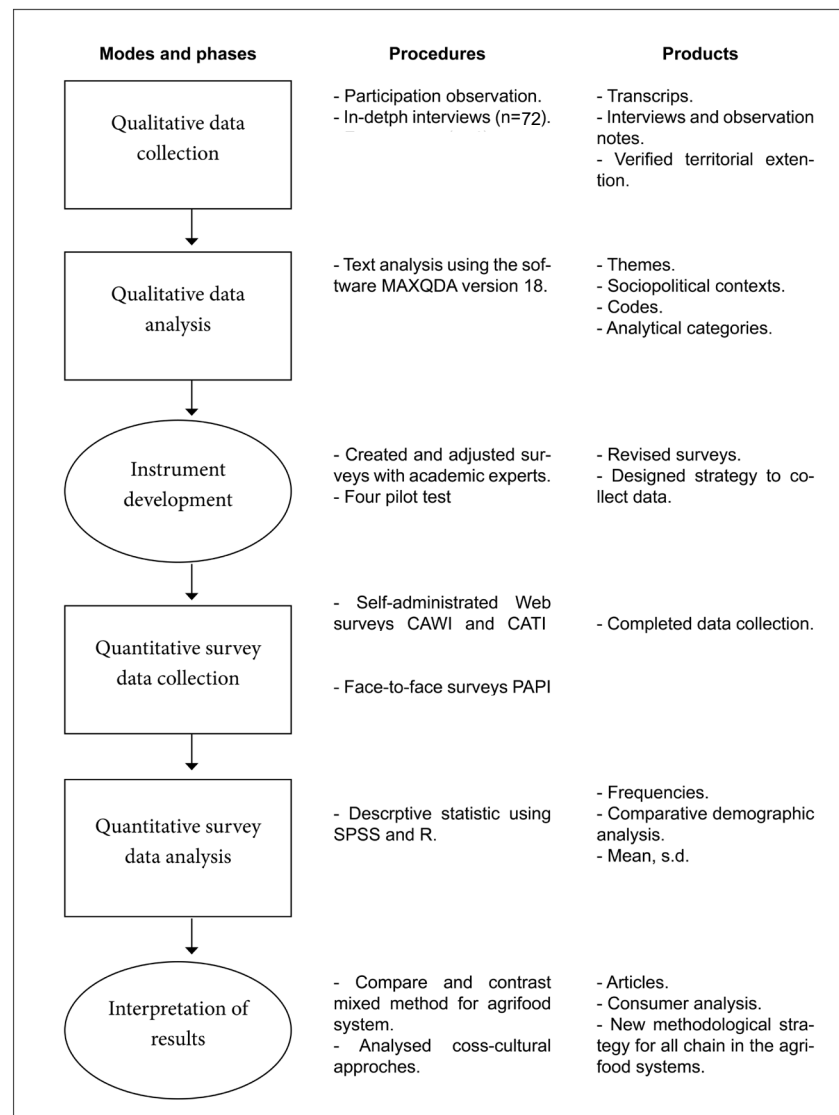 Modes and phases
Procedures
Products
Qualitative data
collection
- Participation observation.
- In-detph interviews (n=72).
- Transcrips.
- Interviews and observation
notes.
- Verified territorial exten-
tion.
Qualitative data
analysis
- Text analysis using the sof-
tware MAXQDA version 18.
- Themes.
- Sociopolitical contexts.
- Codes.
- Analytical categories.
Instrument
development
- Created and adjusted sur-
veys with academic experts.
- Four pilot test
- Revised surveys.
- Designed strategy to co-
llect data.
Quantitative survey
data collection
- Self-administrated Web
surveys CAWI and CATI
- Face-to-face surveys PAPI
- Completed data collection.
Quantitative survey
data analysis
- Descrptive statistic using
SPSS and R.
- Frequencies.
- Comparative demographic
analysis.
- Mean, s.d.
Interpretation of
results
- Compare and contrast
mixed method for agrifood
system.
- Analysed coss-cultural
approches.
- Articles.
- Consumer analysis.
- New methodological stra-
tegy for all chain in the agri-
food systems.